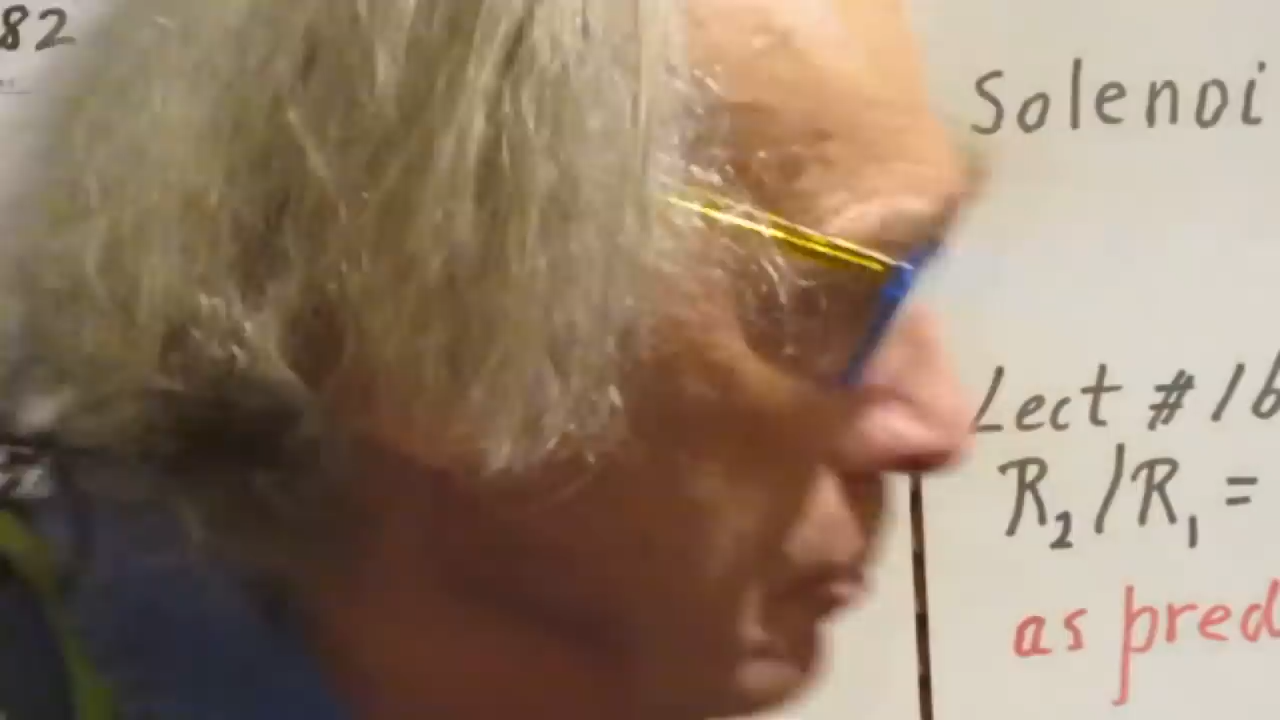 82
Solenoi
Lect #16
R₂/R₁ =
as pred